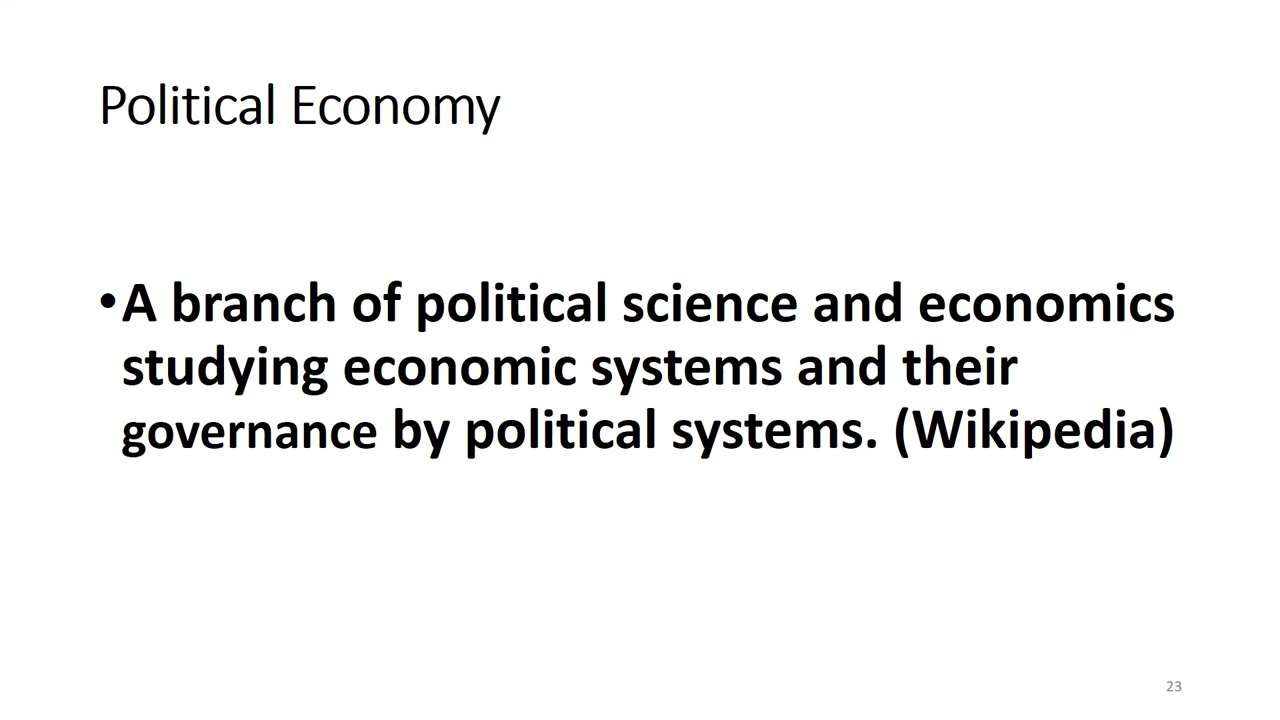 Political Economy
•A branch of political science and economics
studying economic systems and their
governance by political systems. (Wikipedia)
23